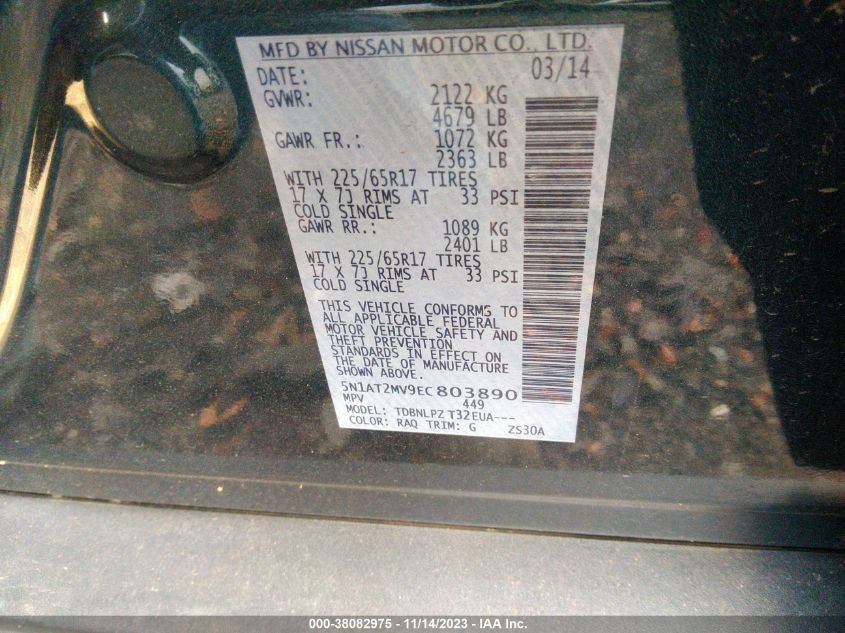 MFD BY NISSAN MOTOR CO., LTD.
DATE: 03/14
GVWR: 2122 KG
4679 LB
GAWR FR.: 1072 KG
2363 LB
WITH 225/65R17 TIRES
17 X 7J RIMS AT 33 PSI
COLD SINGLE
GAWR RR.: 1089 KG
2401 LB
WITH 225/65R17 TIRES
17 X 7J RIMS AT 33 PSI
COLD SINGLE
THIS VEHICLE CONFORMS TO
ALL APPLICABLE FEDERAL
MOTOR VEHICLE SAFETY AND
THEFT PREVENTION
STANDARDS IN EFFECT ON
THE DATE OF MANUFACTURE
SHOWN ABOVE.
5N1AT2MV9EC803890
MPV 449
MODEL: TDBNLPZ T32EUA---
COLOR: RAQ TRIM: G ZS30A
000-38082975 - 11/14/2023 - IAA Inc.